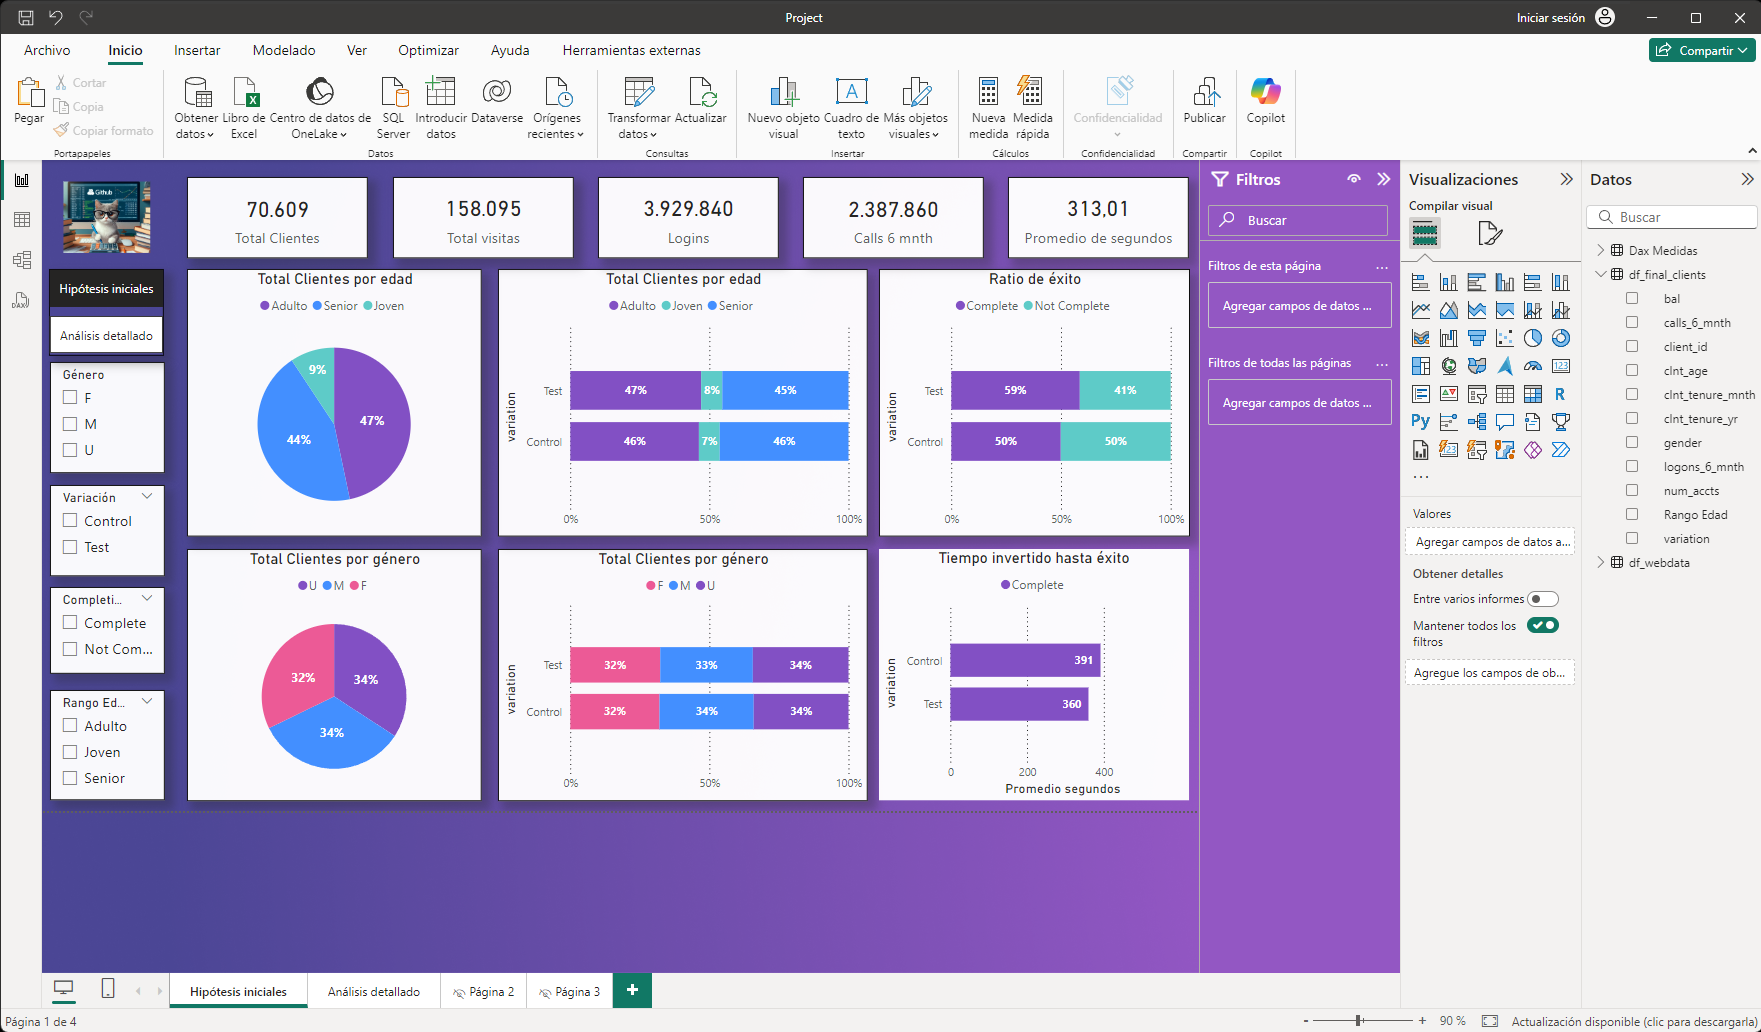 Project
Iniciar sesión
Archivo
Inicio
Insertar
Modelado
Ver
Optimizar
Ayuda
Herramientas externas
Compartir
Pegar
Cortar
Copia
Copiar formato
Portapapeles
Obtener datos
Libro de Excel
Centro de datos de OneLake
SQL Server
Introducir datos
Dataverse
Orígenes recientes
Datos
Transformar datos
Actualizar
Consultas
Nuevo objeto visual
Cuadro de texto
Más objetos visuales
Insertar
Nueva medida
Medida rápida
Cálculos
Confidencialidad
Confidencialidad
Publicar
Compartir
Copilot
Copilot
Github
70.609
Total Clientes
158.095
Total visitas
3.929.840
Logins
2.387.860
Calls 6 mnth
313,01
Promedio de segundos
Hipótesis iniciales
Análisis detallado
Género
F
M
U
Variación
Control
Test
Completi...
Complete
Not Com...
Rango Ed...
Adulto
Joven
Senior
Total Clientes por edad
Adulto Senior Joven
9%
47%
44%
Total Clientes por edad
Adulto Joven Senior
variation
Test 47% 8% 45%
Control 46% 7% 46%
0% 50% 100%
Ratio de éxito
Complete Not Complete
variation
Test 59% 41%
Control 50% 50%
0% 50% 100%
Total Clientes por género
U M F
32%
34%
34%
Total Clientes por género
F M U
variation
Test 32% 33% 34%
Control 32% 34% 34%
0% 50% 100%
Tiempo invertido hasta éxito
Complete
variation
Control 391
Test 360
0 200 400
Promedio segundos
Filtros
Buscar
Filtros de esta página ...
Agregar campos de datos ...
Filtros de todas las páginas ...
Agregar campos de datos ...
Visualizaciones
Compilar visual
123
R
Py
123
...
Valores
Agregar campos de datos a...
Obtener detalles
Entre varios informes
Mantener todos los filtros
Agregue los campos de ob...
Datos
Buscar
Dax Medidas
df_final_clients
bal
calls_6_mnth
client_id
clnt_age
clnt_tenure_mnth
clnt_tenure_yr
gender
logons_6_mnth
num_accts
Rango Edad
variation
df_webdata
DAX
Hipótesis iniciales
Análisis detallado
Página 2
Página 3
+
Página 1 de 4
- + 90 %
Actualización disponible (clic para descargarla)